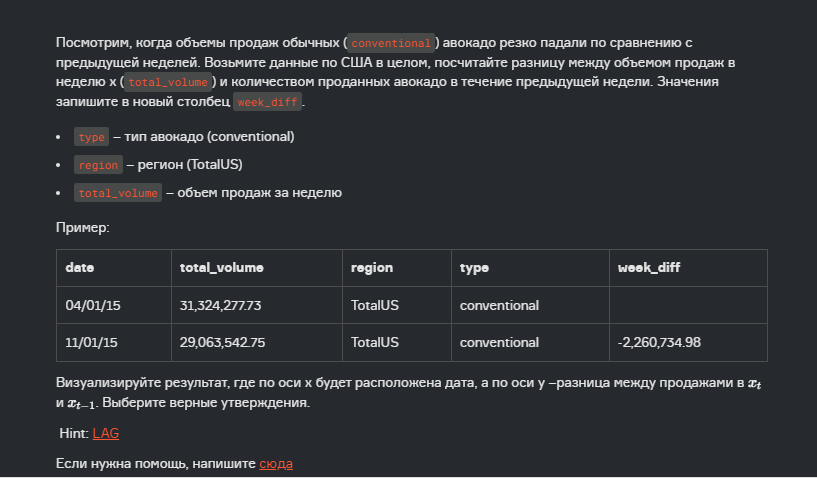 Посмотрим, когда объемы продаж обычных ( conventional ) авокадо резко падали по сравнению с
предыдущей неделей. Возьмите данные по США в целом, посчитайте разницу между объемом продаж в
неделю x ( total_volume ) и количеством проданных авокадо в течение предыдущей недели. Значения
запишите в новый столбец week_diff .
• type – тип авокадо (conventional)
• region – регион (TotalUS)
• total_volume – объем продаж за неделю
Пример:
date total_volume region type week_diff
04/01/15 31,324,277.73 TotalUS conventional
11/01/15 29,063,542.75 TotalUS conventional -2,260,734.98
Визуализируйте результат, где по оси x будет расположена дата, а по оси y –разница между продажами в xₜ
и xₜ₋₁. Выберите верные утверждения.
Hint: LAG
Если нужна помощь, напишите сюда